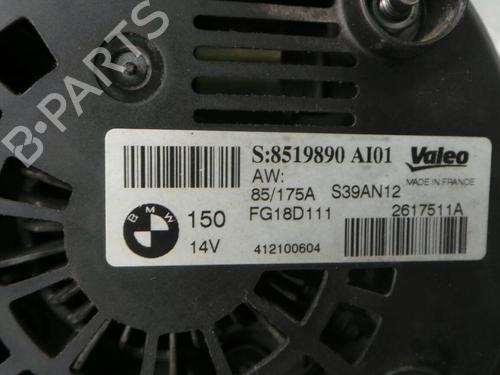 B-PARTS
S:8519890 AI01
Valeo
MADE IN FRANCE
AW:
85/175A S39AN12
BMW
150
FG18D111
2617511A
14V
412100604